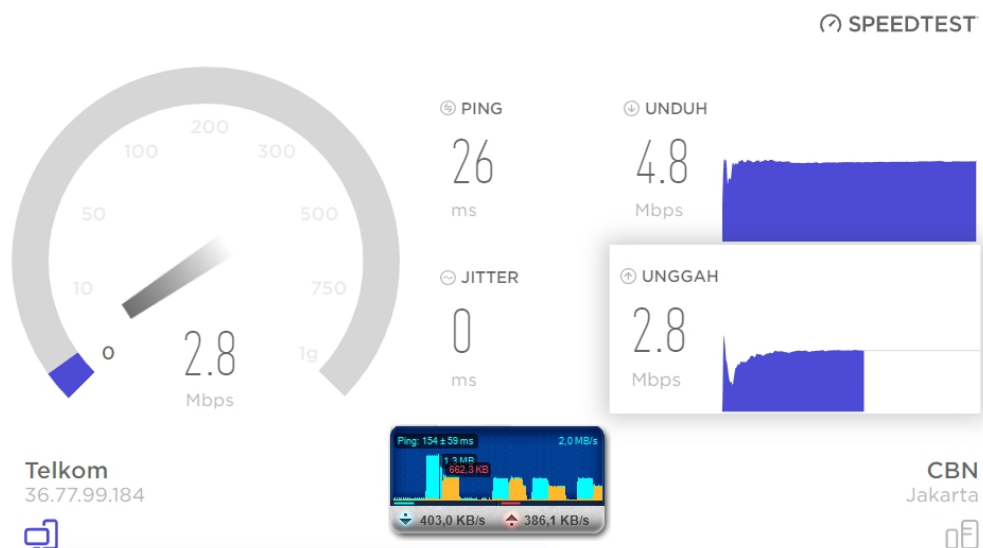 SPEEDTEST
PING
26
ms
UNDUH
4.8
Mbps
JITTER
0
ms
UNGGAH
2.8
Mbps
0
10
50
100
200
300
500
750
1g
2.8
Mbps
Ping: 154 ± 59 ms
2,0 MB/s
1,3 MB
662,3 KB
403,0 KB/s
386,1 KB/s
Telkom
36.77.99.184
CBN
Jakarta